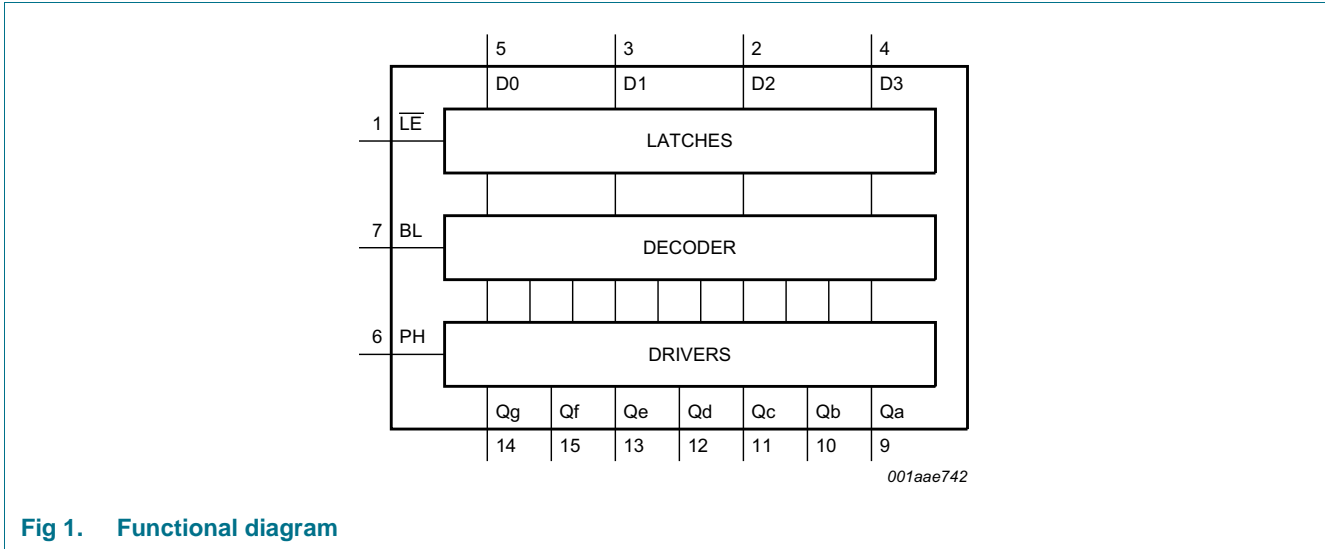 5 3 2 4
D0 D1 D2 D3
1 L̅E̅
LATCHES
7 BL
DECODER
6 PH
DRIVERS
Qg Qf Qe Qd Qc Qb Qa
14 15 13 12 11 10 9
001aae742
Fig 1. Functional diagram